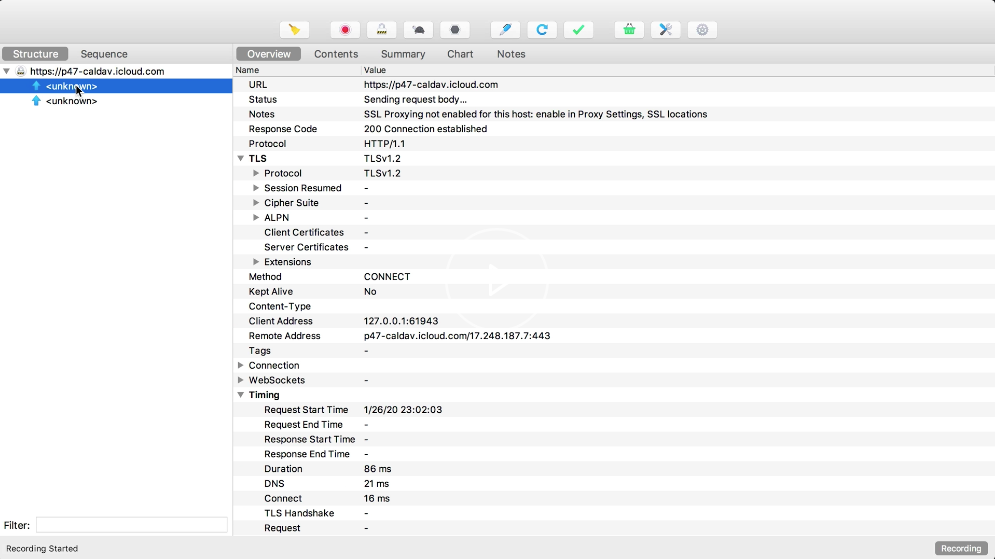 Structure Sequence
Overview Contents Summary Chart Notes
https://p47-caldav.icloud.com
<unknown>
<unknown>
Filter:
Name Value
URL https://p47-caldav.icloud.com
Status Sending request body...
Notes SSL Proxying not enabled for this host: enable in Proxy Settings, SSL locations
Response Code 200 Connection established
Protocol HTTP/1.1
TLS TLSv1.2
Protocol TLSv1.2
Session Resumed -
Cipher Suite -
ALPN -
Client Certificates -
Server Certificates -
Extensions
Method CONNECT
Kept Alive No
Content-Type
Client Address 127.0.0.1:61943
Remote Address p47-caldav.icloud.com/17.248.187.7:443
Tags -
Connection
WebSockets -
Timing
Request Start Time 1/26/20 23:02:03
Request End Time -
Response Start Time -
Response End Time -
Duration 86 ms
DNS 21 ms
Connect 16 ms
TLS Handshake -
Request -
Recording Started Recording